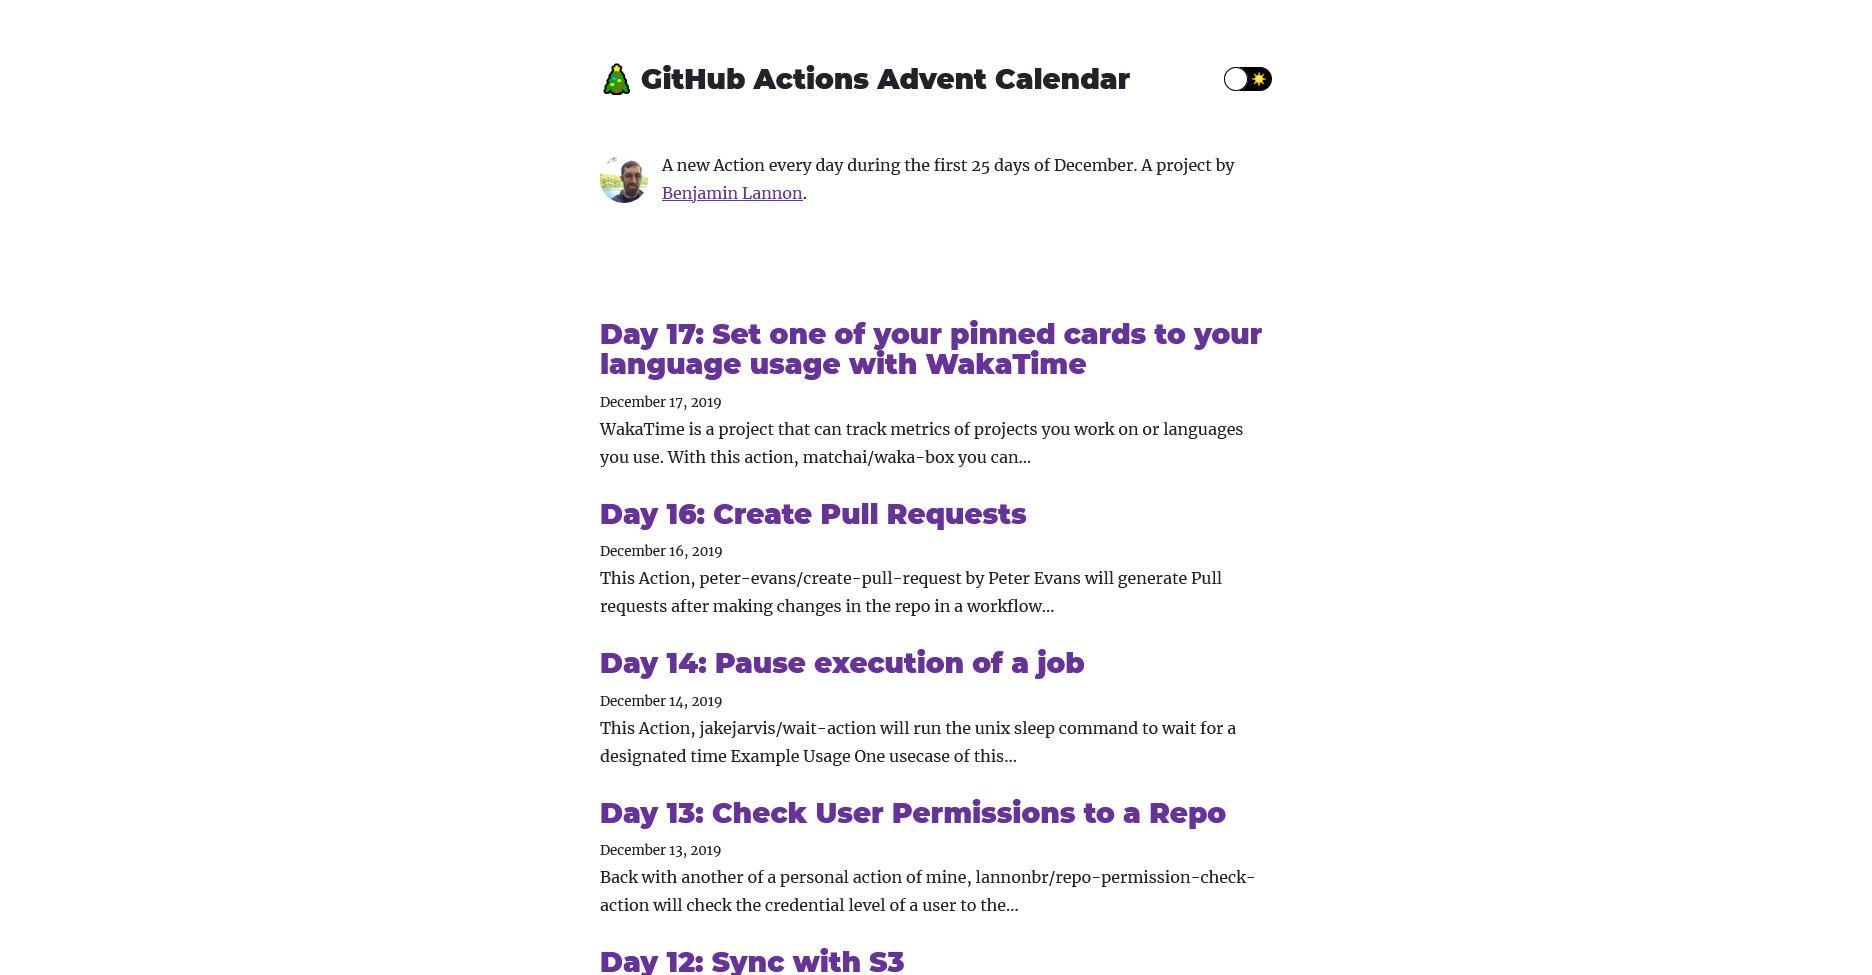 GitHub Actions Advent Calendar
A new Action every day during the first 25 days of December. A project by
Benjamin Lannon.
Day 17: Set one of your pinned cards to your
language usage with WakaTime
December 17, 2019
WakaTime is a project that can track metrics of projects you work on or languages
you use. With this action, matchai/waka-box you can…
Day 16: Create Pull Requests
December 16, 2019
This Action, peter-evans/create-pull-request by Peter Evans will generate Pull
requests after making changes in the repo in a workflow…
Day 14: Pause execution of a job
December 14, 2019
This Action, jakejarvis/wait-action will run the unix sleep command to wait for a
designated time Example Usage One usecase of this…
Day 13: Check User Permissions to a Repo
December 13, 2019
Back with another of a personal action of mine, lannonbr/repo-permission-check-
action will check the credential level of a user to the…
Day 12: Sync with S3